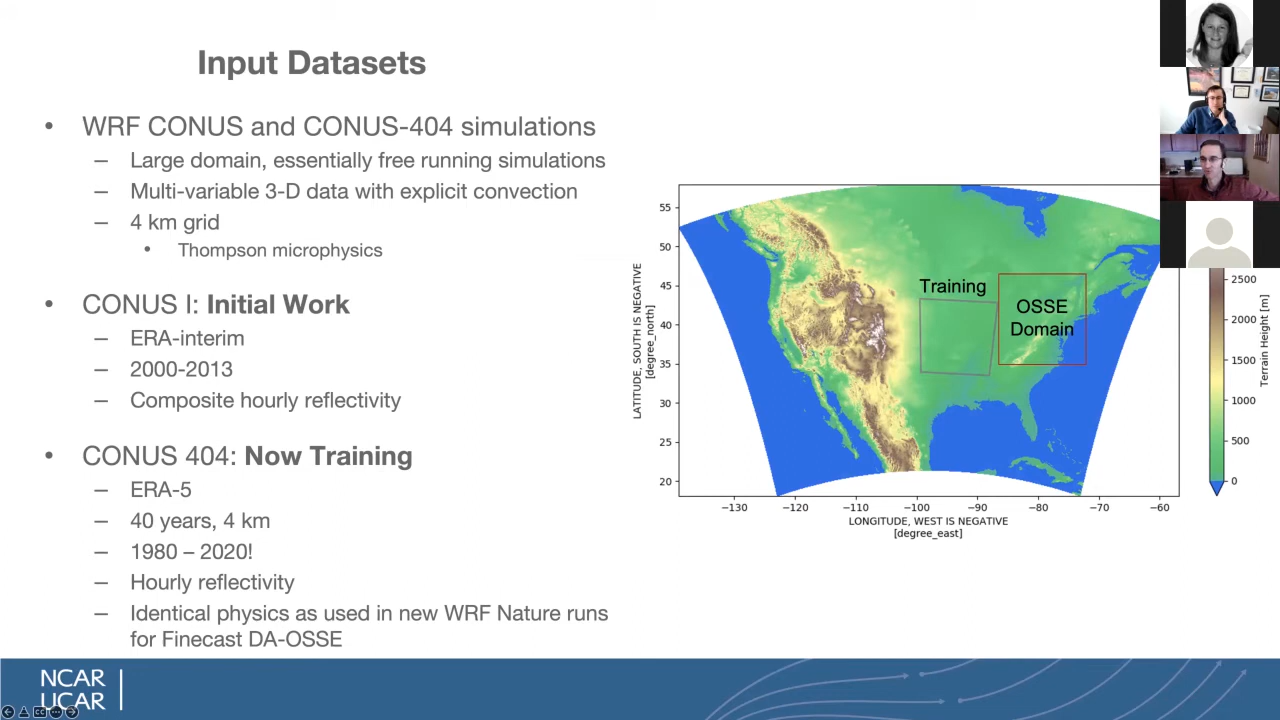 Input Datasets
• WRF CONUS and CONUS-404 simulations
– Large domain, essentially free running simulations
– Multi-variable 3-D data with explicit convection
– 4 km grid
• Thompson microphysics
• CONUS I: Initial Work
– ERA-interim
– 2000-2013
– Composite hourly reflectivity
• CONUS 404: Now Training
– ERA-5
– 40 years, 4 km
– 1980 – 2020!
– Hourly reflectivity
– Identical physics as used in new WRF Nature runs
for Finecast DA-OSSE
LATITUDE, SOUTH IS NEGATIVE
[degree_north]
55
50
45
40
35
30
25
20
Training
OSSE
Domain
−130
−120
−110
−100
−90
−80
−70
−60
LONGITUDE, WEST IS NEGATIVE
[degree_east]
2500
2000
1500
1000
500
0
Terrain Height [m]
NCAR
UCAR